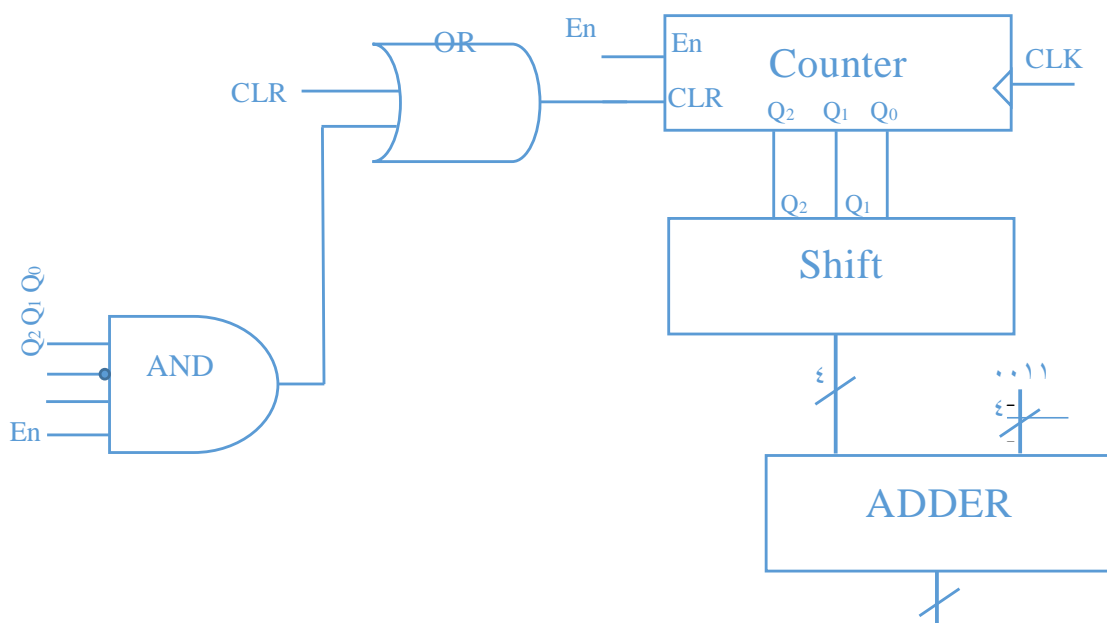 OR
En
En
Counter
CLK
CLR
CLR
Q2 Q1 Q0
Q2 Q1
Shift
Q2 Q1 Q0
AND
En
٤
٠٠١١
٤
ADDER